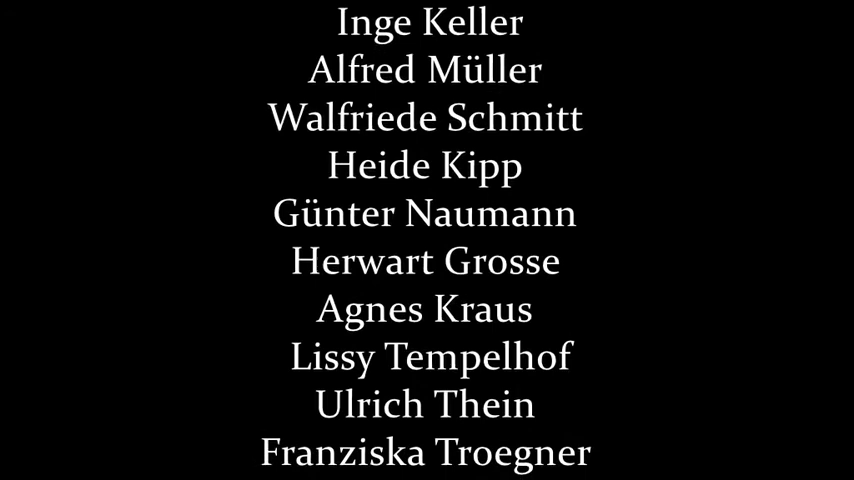 Inge Keller
Alfred Müller
Walfriede Schmitt
Heide Kipp
Günter Naumann
Herwart Grosse
Agnes Kraus
Lissy Tempelhof
Ulrich Thein
Franziska Troegner